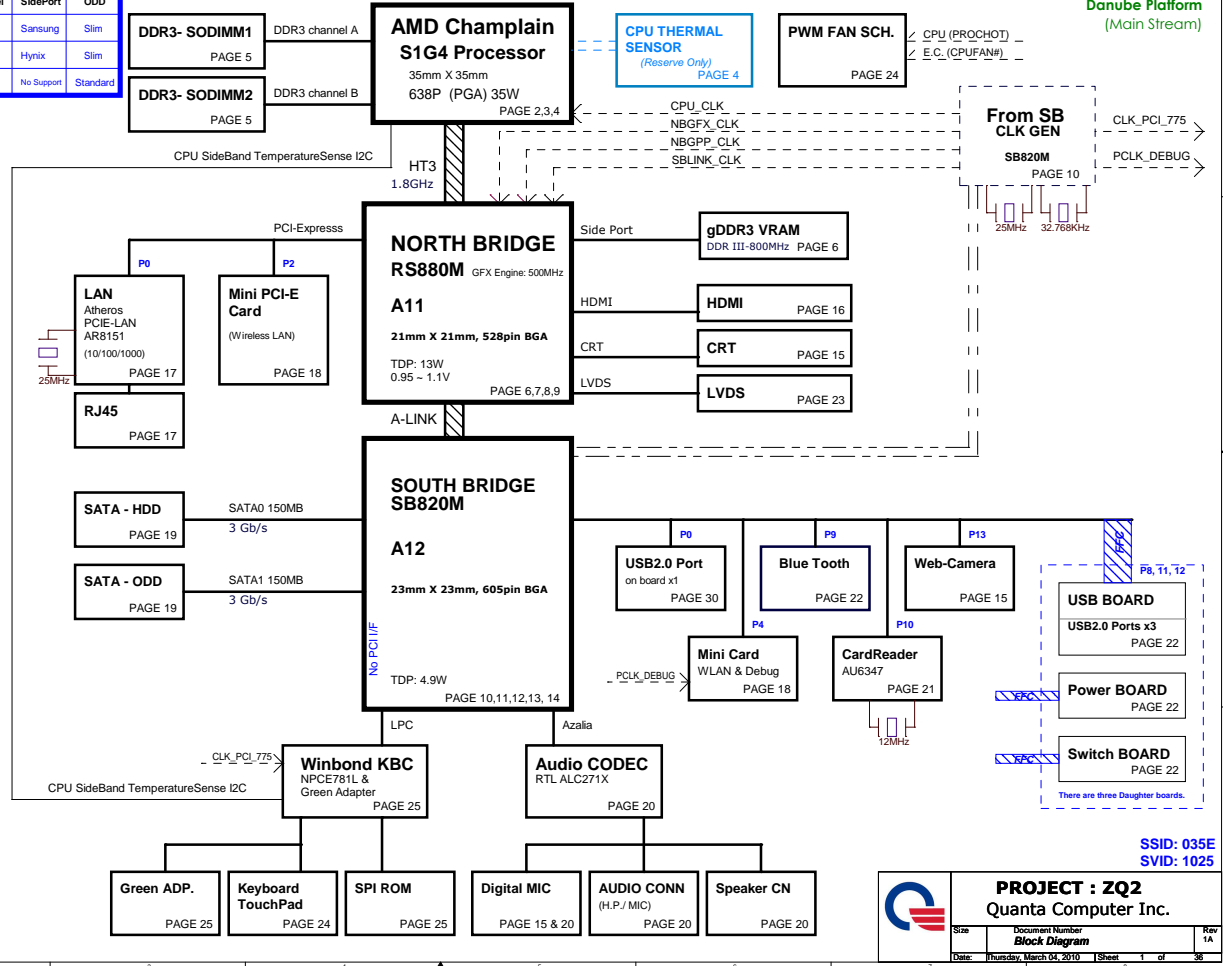 SidePort ODD
Sansung Slim
Hynix Slim
No Support Standard
DDR3- SODIMM1
PAGE 5
DDR3 channel A
DDR3- SODIMM2
PAGE 5
DDR3 channel B
AMD Champlain
S1G4 Processor
35mm X 35mm
638P (PGA) 35W
PAGE 2,3,4
CPU THERMAL
SENSOR
(Reserve Only)
PAGE 4
PWM FAN SCH.
PAGE 24
CPU (PROCHOT)
E.C. (CPUFAN#)
Danube Platform
(Main Stream)
CPU_CLK
NBGFX_CLK
NBGPP_CLK
SBLINK_CLK
From SB
CLK GEN
SB820M
PAGE 10
CLK_PCI_775
PCLK_DEBUG
25MHz
32.768KHz
CPU SideBand TemperatureSense I2C
HT3
1.8GHz
PCI-Expresss
P0
P2
LAN
Atheros
PCIE-LAN
AR8151
(10/100/1000)
PAGE 17
25MHz
Mini PCI-E
Card
(Wireless LAN)
PAGE 18
RJ45
PAGE 17
NORTH BRIDGE
RS880M GFX Engine: 500MHz
A11
21mm X 21mm, 528pin BGA
TDP: 13W
0.95 ~ 1.1V
PAGE 6,7,8,9
Side Port
gDDR3 VRAM
DDR III-800MHz PAGE 6
HDMI
HDMI
PAGE 16
CRT
CRT
PAGE 15
LVDS
LVDS
PAGE 23
A-LINK
SOUTH BRIDGE
SB820M
A12
23mm X 23mm, 605pin BGA
No PCI I/F
TDP: 4.9W
PAGE 10,11,12,13, 14
SATA - HDD
PAGE 19
SATA0 150MB
3 Gb/s
SATA - ODD
PAGE 19
SATA1 150MB
3 Gb/s
P0
USB2.0 Port
on board x1
PAGE 30
P9
Blue Tooth
PAGE 22
P13
Web-Camera
PAGE 15
P4
Mini Card
WLAN & Debug
PAGE 18
PCLK_DEBUG
P10
CardReader
AU6347
PAGE 21
12MHz
FFC
P8, 11, 12
USB BOARD
USB2.0 Ports x3
PAGE 22
FFC
Power BOARD
PAGE 22
FFC
Switch BOARD
PAGE 22
There are three Daughter boards.
LPC
Azalia
CLK_PCI_775
Winbond KBC
NPCE781L &
Green Adapter
PAGE 25
CPU SideBand TemperatureSense I2C
Audio CODEC
RTL ALC271X
PAGE 20
Green ADP.
PAGE 25
Keyboard
TouchPad
PAGE 24
SPI ROM
PAGE 25
Digital MIC
PAGE 15 & 20
AUDIO CONN
(H.P./ MIC)
PAGE 20
Speaker CN
PAGE 20
SSID: 035E
SVID: 1025
PROJECT : ZQ2
Quanta Computer Inc.
Size Document Number Rev
Block Diagram 1A
Date: Thursday, March 04, 2010 Sheet 1 of 36